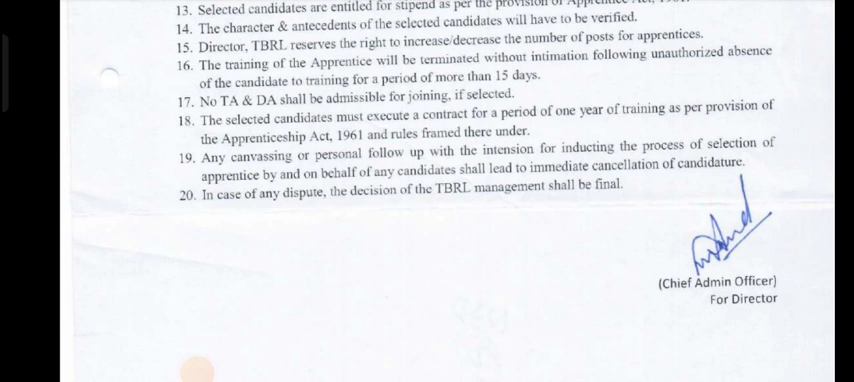 13. Selected candidates are entitled for stipend as per the provision of Apprentice Act, 1961.
14. The character & antecedents of the selected candidates will have to be verified.
15. Director, TBRL reserves the right to increase/decrease the number of posts for apprentices.
16. The training of the Apprentice will be terminated without intimation following unauthorized absence
of the candidate to training for a period of more than 15 days.
17. No TA & DA shall be admissible for joining, if selected.
18. The selected candidates must execute a contract for a period of one year of training as per provision of
the Apprenticeship Act, 1961 and rules framed there under.
19. Any canvassing or personal follow up with the intension for inducting the process of selection of
apprentice by and on behalf of any candidates shall lead to immediate cancellation of candidature.
20. In case of any dispute, the decision of the TBRL management shall be final.
(Chief Admin Officer)
For Director